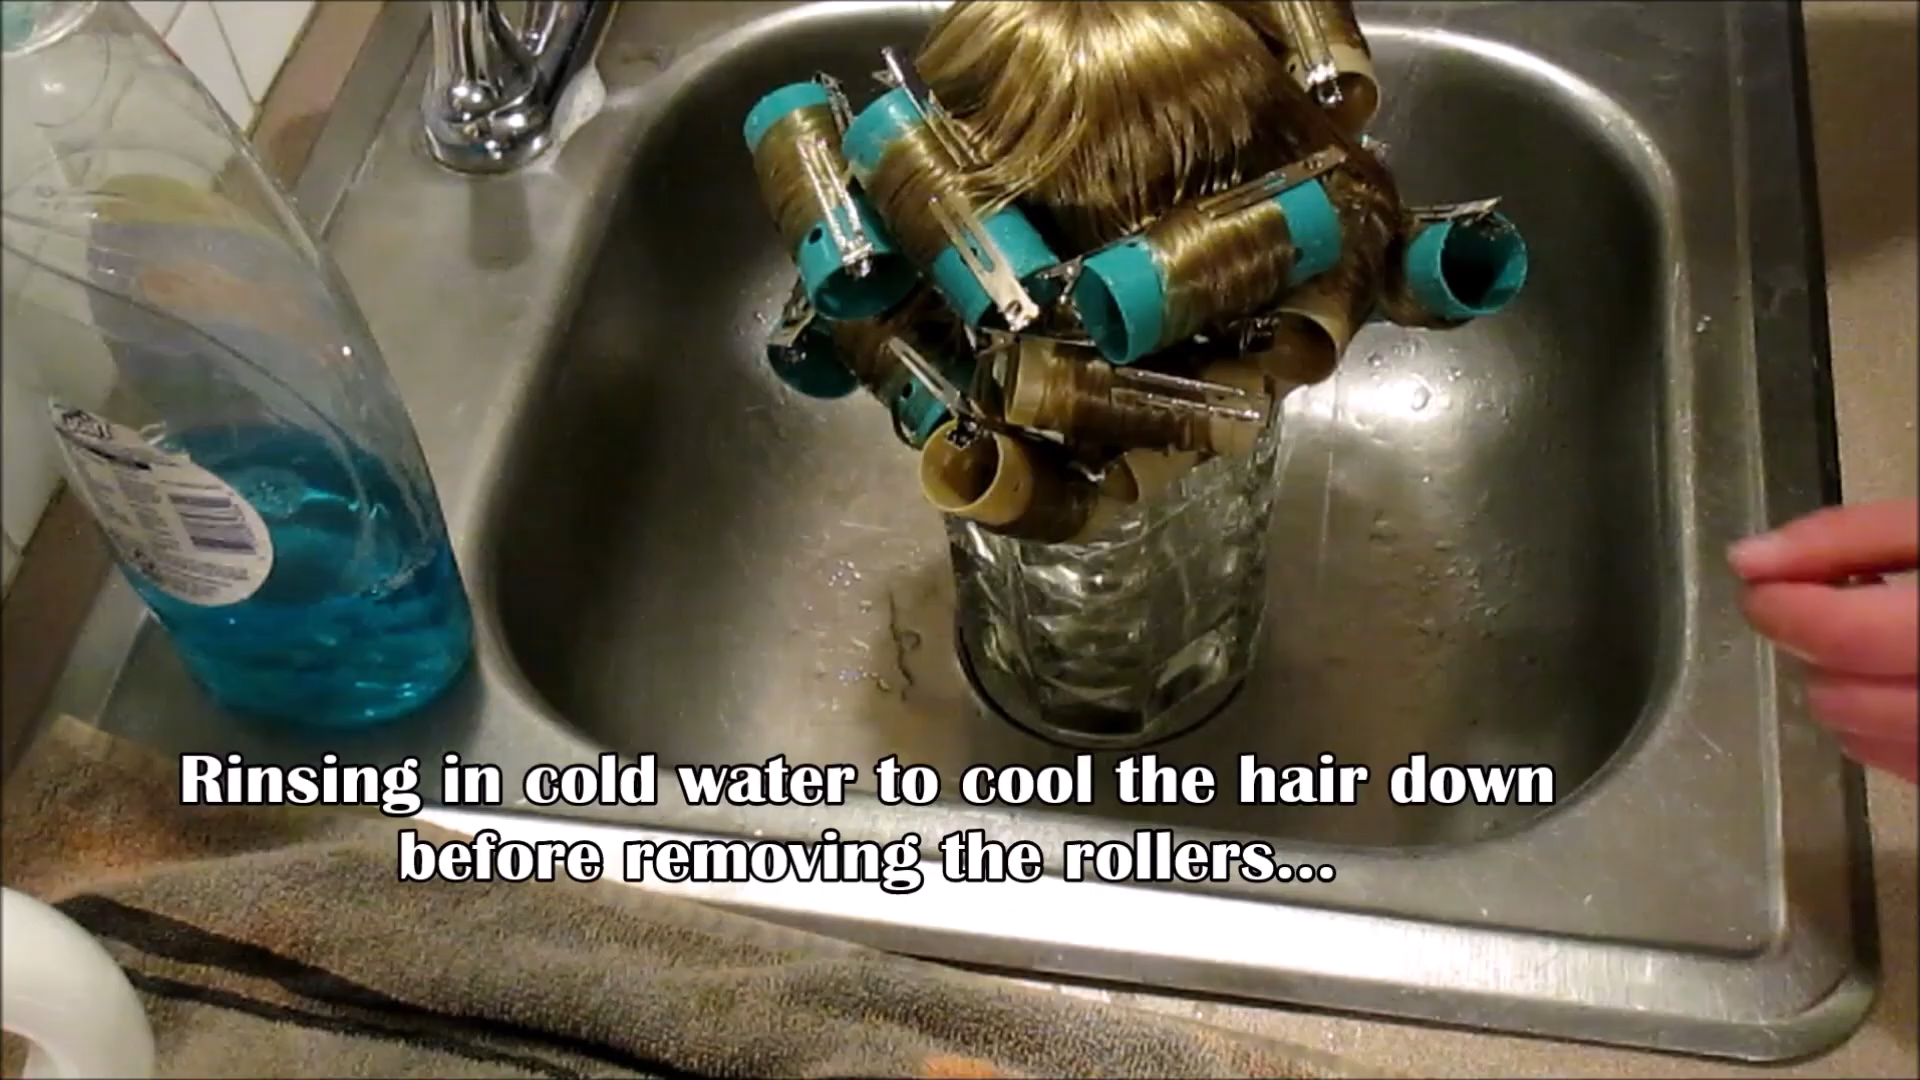 Rinsing in cold water to cool the hair down
before removing the rollers...